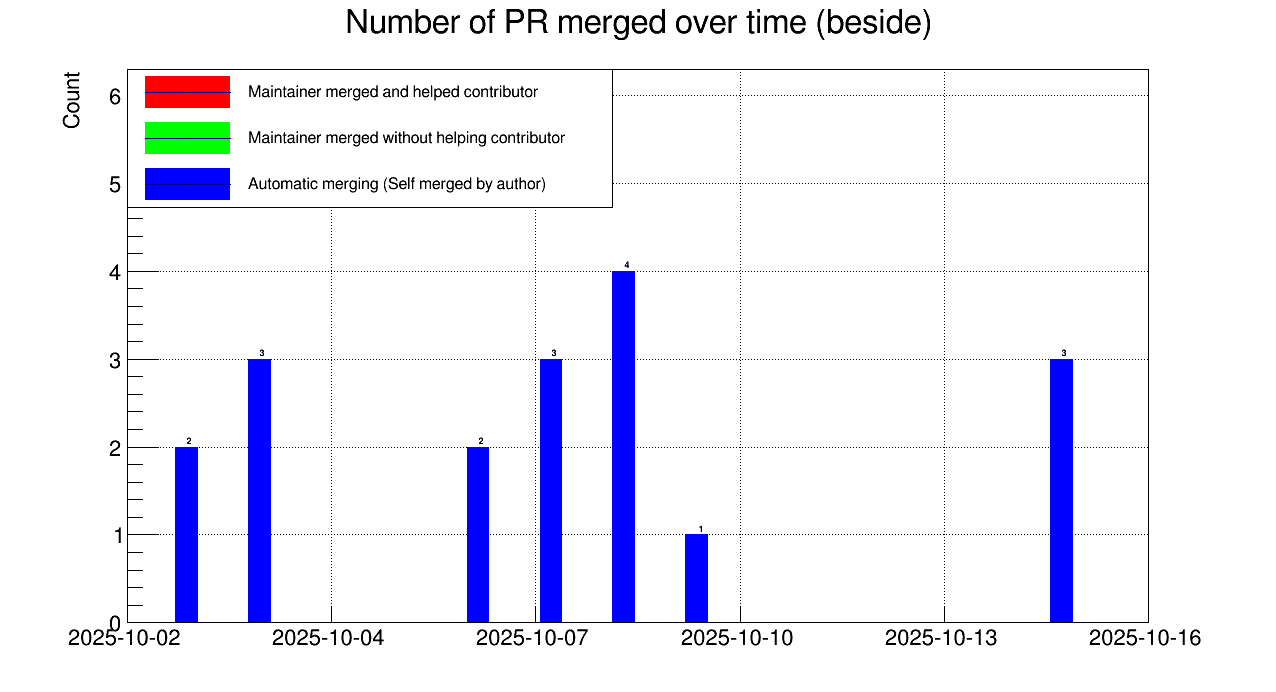 Number of PR merged over time (beside)
Count
Maintainer merged and helped contributor
Maintainer merged without helping contributor
Automatic merging (Self merged by author)
6
5
4
3
2
1
0
2
3
2
3
4
1
3
2025-10-02 2025-10-04 2025-10-07 2025-10-10 2025-10-13 2025-10-16